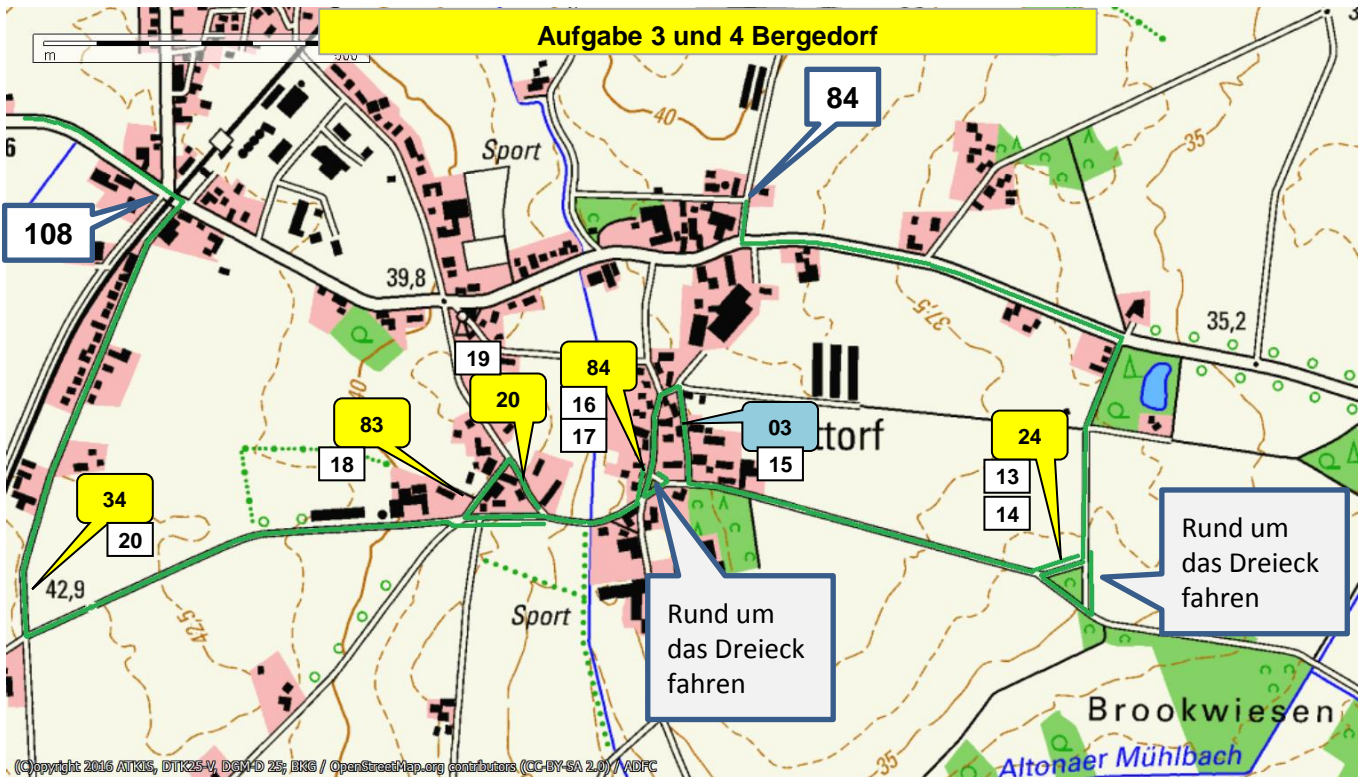 Aufgabe 3 und 4 Bergedorf
m 500
84
40
Sport
6
35
108
39,8
37,5
35,2
19
84
20
16
03
83
40
17
ttorf
24
18
15
13
34
14
20
Rund um
das Dreieck
fahren
42,9
42,5
Sport
Rund um
das Dreieck
fahren
35
Brookwiesen
Altonaer Mühlbach
(C)opyright 2016 ATKIS, DTK25-V, DGM-D 25; BKG / OpenStreetMap.org contributors (CC-BY-SA 2.0) / ADFC